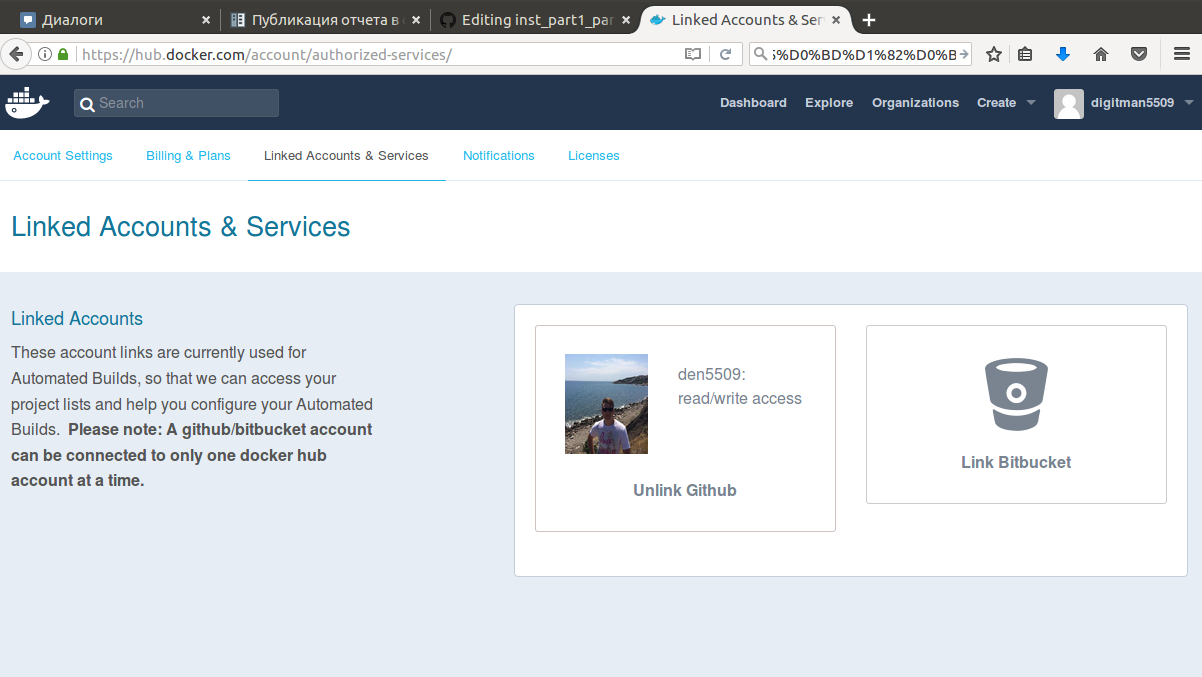 Диалоги
Публикация отчета в
Editing inst_part1_par
Linked Accounts & Ser
https://hub.docker.com/account/authorized-services/
%D0%BD%D1%82%D0%B
Search
Dashboard
Explore
Organizations
Create
digitman5509
Account Settings
Billing & Plans
Linked Accounts & Services
Notifications
Licenses
Linked Accounts & Services
Linked Accounts
These account links are currently used for
Automated Builds, so that we can access your
project lists and help you configure your Automated
Builds. Please note: A github/bitbucket account
can be connected to only one docker hub
account at a time.
den5509:
read/write access
Unlink Github
Link Bitbucket